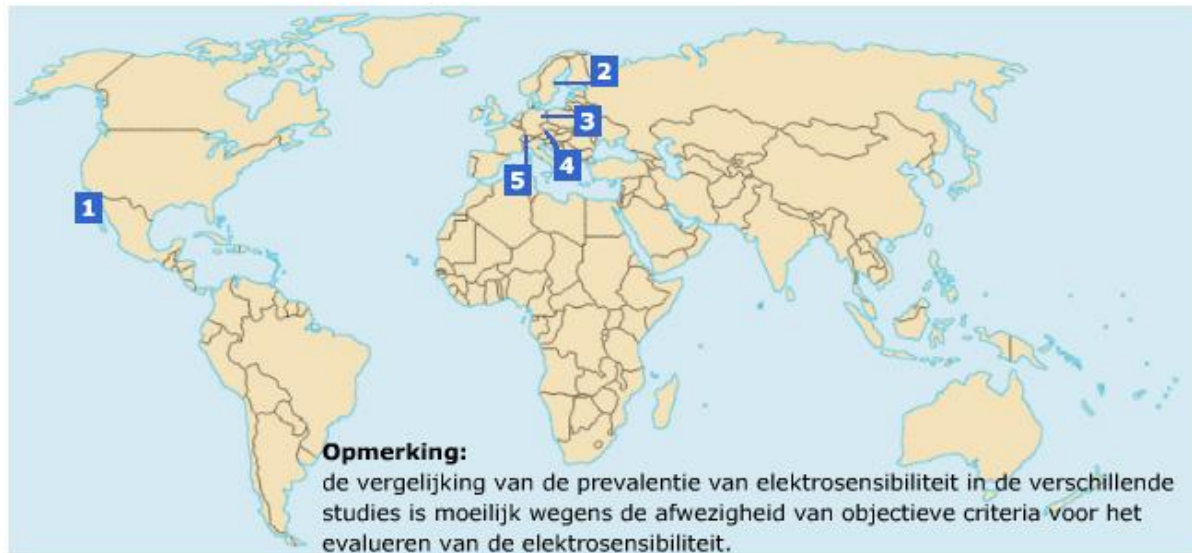 2
3
4
5
1
Opmerking:
de vergelijking van de prevalentie van elektrosensibiliteit in de verschillende
studies is moeilijk wegens de afwezigheid van objectieve criteria voor het
evalueren van de elektrosensibiliteit.